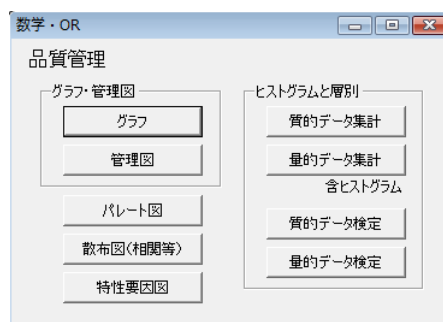 数学・OR
品質管理
グラフ・管理図
グラフ
管理図
パレート図
散布図(相関等)
特性要因図
ヒストグラムと層別
質的データ集計
量的データ集計
含ヒストグラム
質的データ検定
量的データ検定